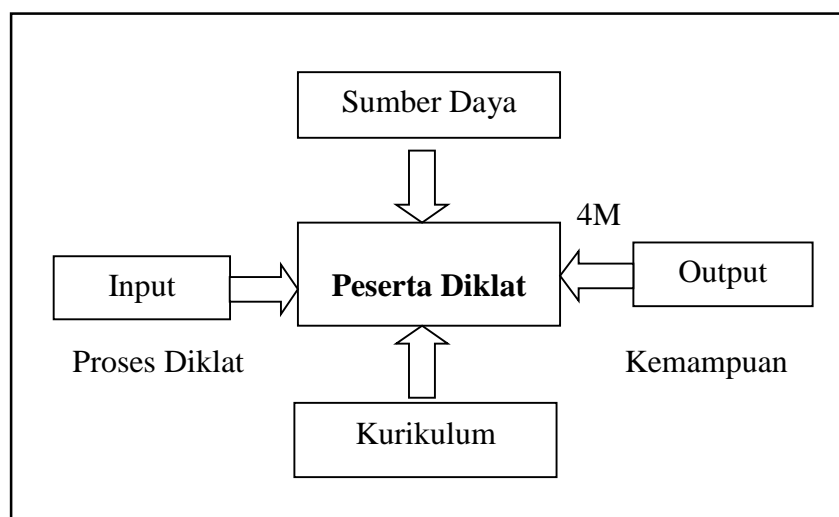 Sumber Daya
4M
Input
Peserta Diklat
Output
Proses Diklat
Kemampuan
Kurikulum